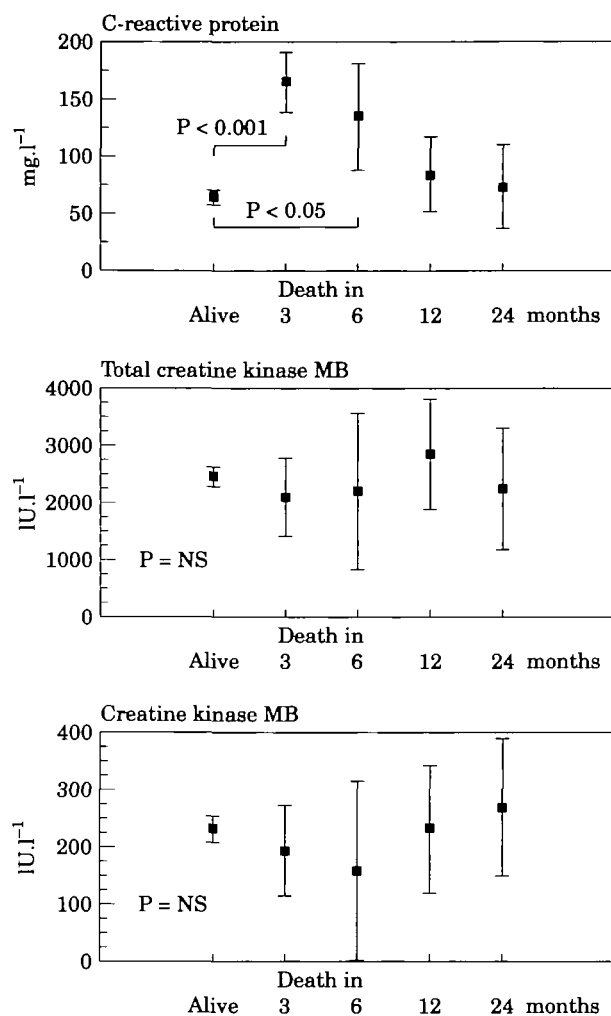 C-reactive protein
200
150
100
50
0
mg.l⁻¹
P < 0.001
P < 0.05
Death in
Alive 3 6 12 24 months
Total creatine kinase MB
4000
3000
2000
1000
0
IU.l⁻¹
P = NS
Death in
Alive 3 6 12 24 months
Creatine kinase MB
400
300
200
100
0
IU.l⁻¹
P = NS
Death in
Alive 3 6 12 24 months